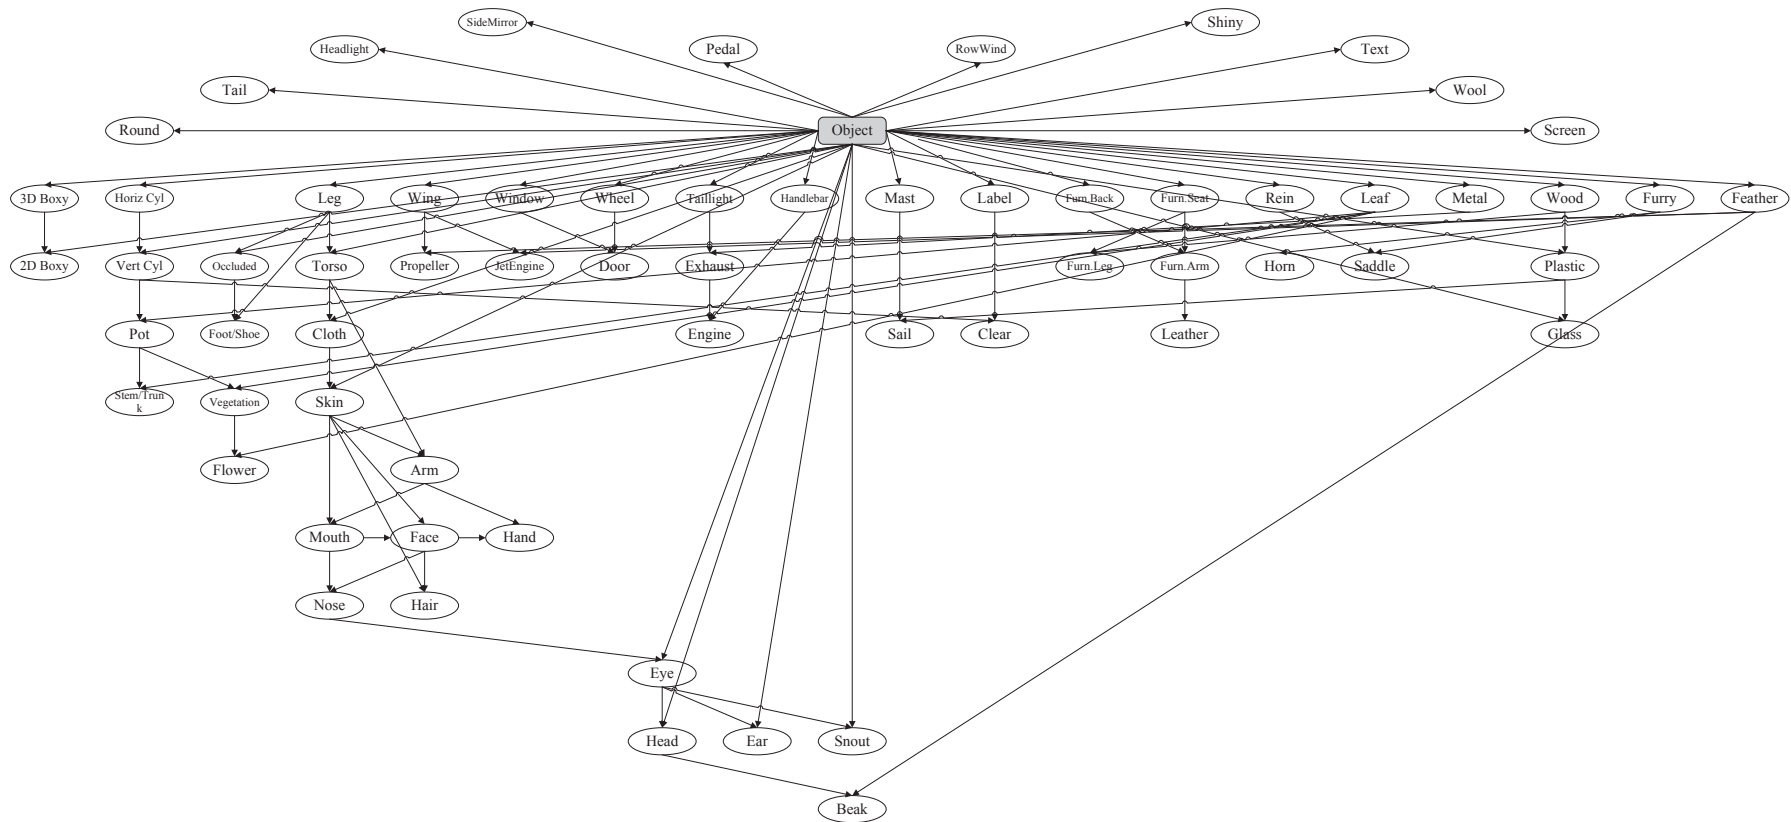 SideMirror
Shiny
Headlight
Pedal
RowWind
Text
Tail
Wool
Round
Object
Screen
3D Boxy
Horiz Cyl
Leg
Wing
Window
Wheel
Taillight
Handlebar
Mast
Label
Furn.Back
Furn.Seat
Rein
Leaf
Metal
Wood
Furry
Feather
2D Boxy
Vert Cyl
Occluded
Torso
Propeller
JetEngine
Door
Exhaust
Furn.Leg
Furn.Arm
Horn
Saddle
Plastic
Pot
Foot/Shoe
Cloth
Engine
Sail
Clear
Leather
Glass
Stem/Trun
k
Vegetation
Skin
Flower
Arm
Mouth
Face
Hand
Nose
Hair
Eye
Head
Ear
Snout
Beak